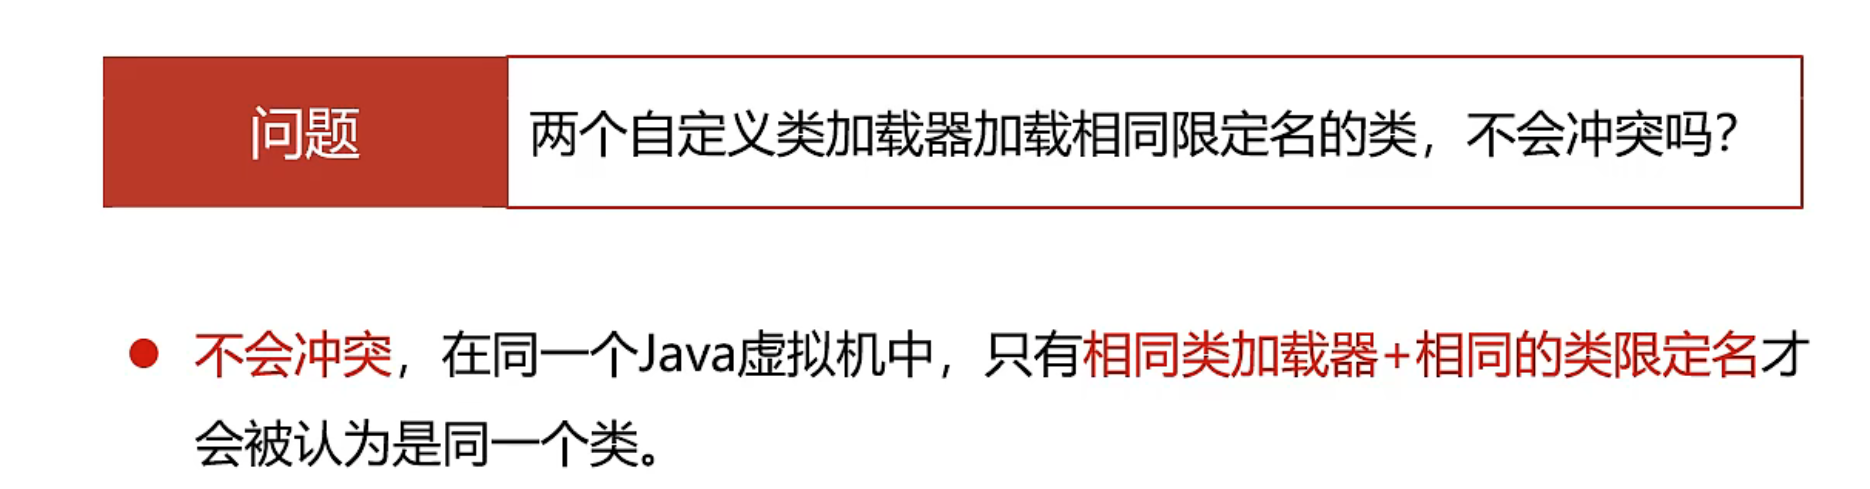 问题
两个自定义类加载器加载相同限定名的类，不会冲突吗？
不会冲突，在同一个Java虚拟机中，只有相同类加载器+相同的类限定名才
会被认为是同一个类。